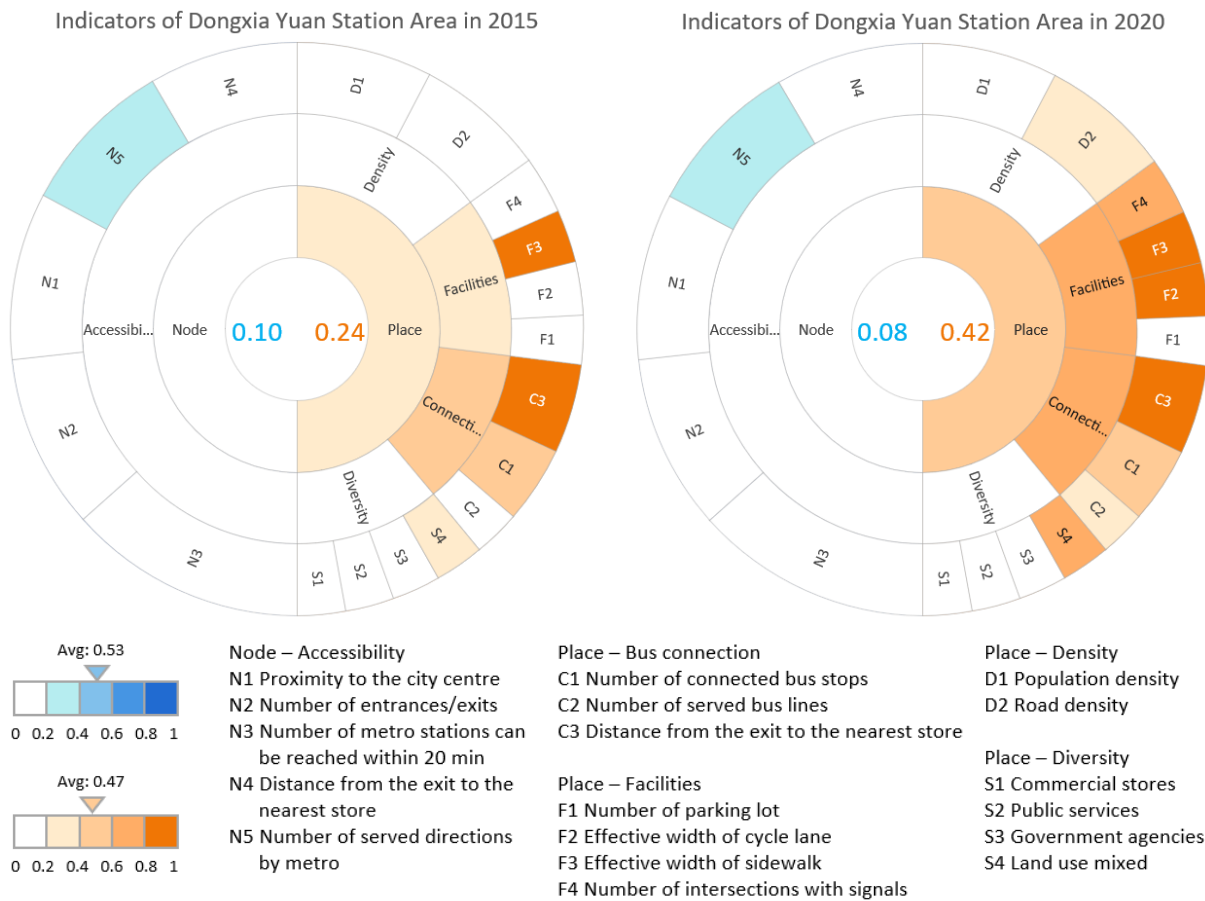 Indicators of Dongxia Yuan Station Area in 2015
N4
D1
N5
D2
Density
F4
F3
N1
Facilities
F2
Accessibi...
Node
0.10
0.24
Place
F1
C3
N2
Connecti...
C1
Diversity
C2
N3
S4
S3
S2
S1
Indicators of Dongxia Yuan Station Area in 2020
N4
D1
N5
D2
Density
F4
F3
N1
Facilities
F2
Accessibi...
Node
0.08
0.42
Place
F1
C3
N2
Connecti...
C1
Diversity
C2
N3
S4
S3
S2
S1
Avg: 0.53
0 0.2 0.4 0.6 0.8 1
Avg: 0.47
0 0.2 0.4 0.6 0.8 1
Node – Accessibility
N1 Proximity to the city centre
N2 Number of entrances/exits
N3 Number of metro stations can
be reached within 20 min
N4 Distance from the exit to the
nearest store
N5 Number of served directions
by metro
Place – Bus connection
C1 Number of connected bus stops
C2 Number of served bus lines
C3 Distance from the exit to the nearest store
Place – Facilities
F1 Number of parking lot
F2 Effective width of cycle lane
F3 Effective width of sidewalk
F4 Number of intersections with signals
Place – Density
D1 Population density
D2 Road density
Place – Diversity
S1 Commercial stores
S2 Public services
S3 Government agencies
S4 Land use mixed